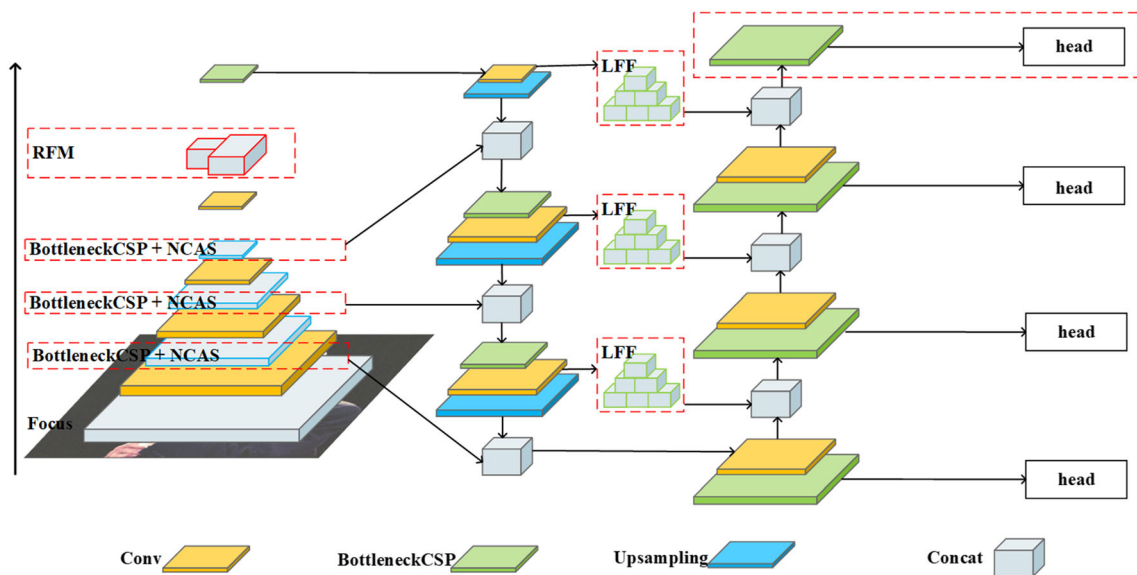 LFF
head
RFM
head
LFF
BottleneckCSP + NCAS
BottleneckCSP + NCAS
head
LFF
BottleneckCSP + NCAS
Focus
head
Conv
BottleneckCSP
Upsampling
Concat